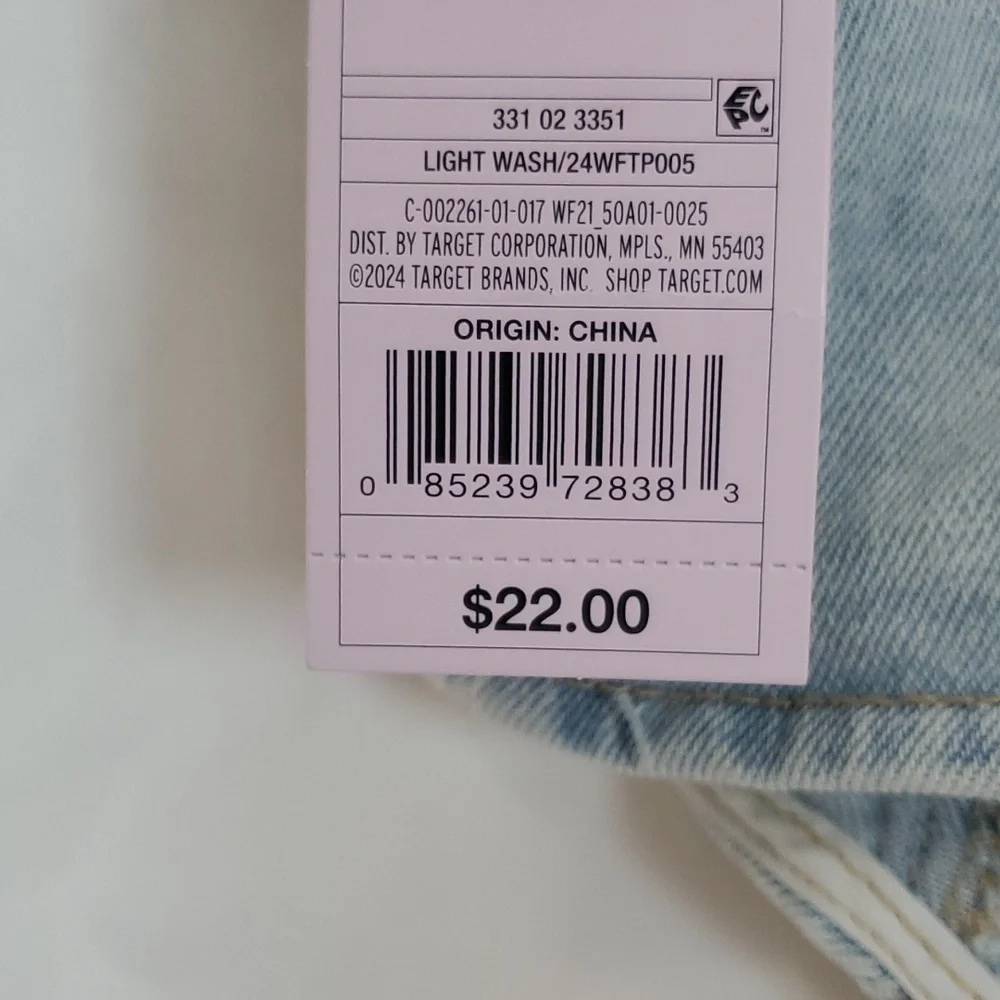 EPC™
331 02 3351
LIGHT WASH/24WFTP005
C-002261-01-017 WF21_50A01-0025
DIST. BY TARGET CORPORATION, MPLS., MN 55403
©2024 TARGET BRANDS, INC. SHOP TARGET.COM
ORIGIN: CHINA
0 85239 72838 3
$22.00